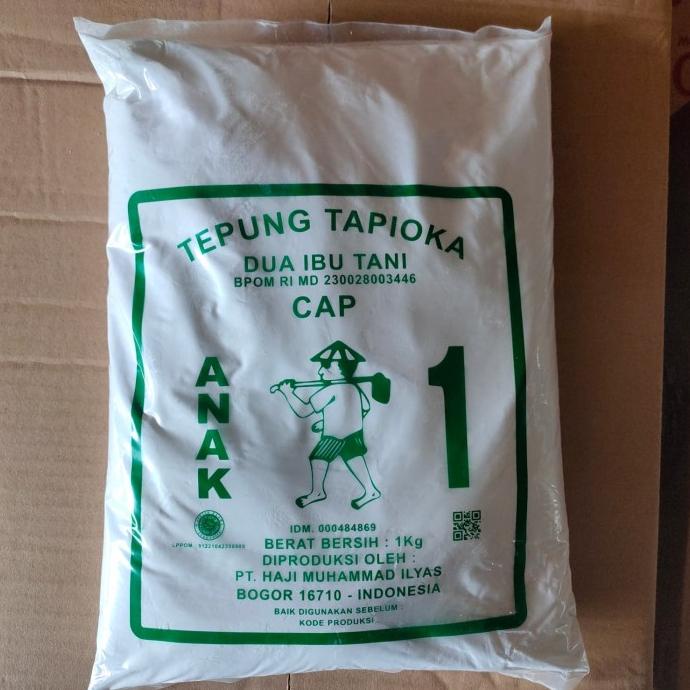 TEPUNG TAPIOKA
DUA IBU TANI
BPOM RI MD 230028003446
CAP
ANAK
1
IDM. 000484869
BERAT BERSIH : 1Kg
DIPRODUKSI OLEH :
PT. HAJI MUHAMMAD ILYAS
BOGOR 16710 - INDONESIA
BAIK DIGUNAKAN SEBELUM :
KODE PRODUKSI
LPPOM